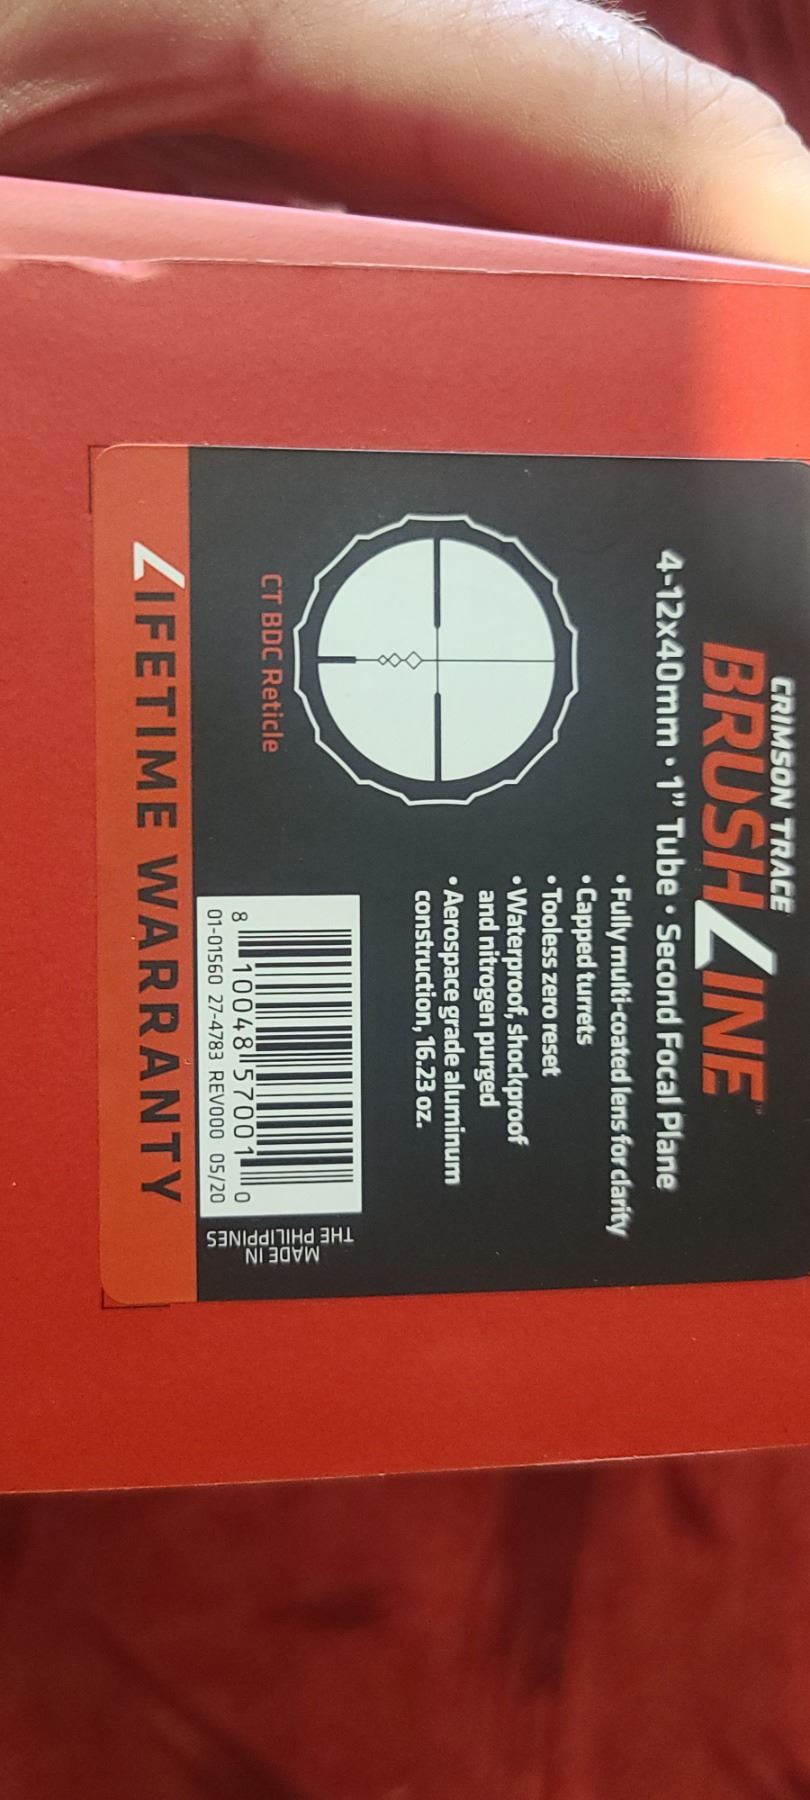 CRIMSON TRACE
BRUSHLINE™
4-12x40mm • 1" Tube • Second Focal Plane
• Fully multi-coated lens for clarity
• Capped turrets
• Tooless zero reset
• Waterproof, shockproof
and nitrogen purged
• Aerospace grade aluminum
construction, 16.23 oz.
CT BDC Reticle
8 10048 57001 0
01-01560 27-4783 REV000 05/20
MADE IN
THE PHILIPPINES
LIFETIME WARRANTY